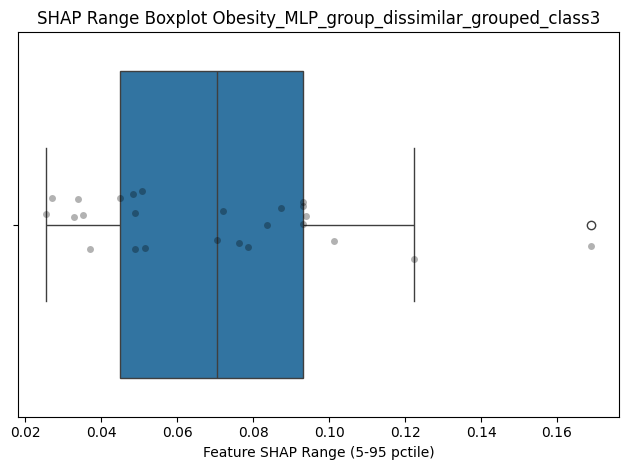 SHAP Range Boxplot Obesity_MLP_group_dissimilar_grouped_class3
0.02 0.04 0.06 0.08 0.10 0.12 0.14 0.16
Feature SHAP Range (5-95 pctile)